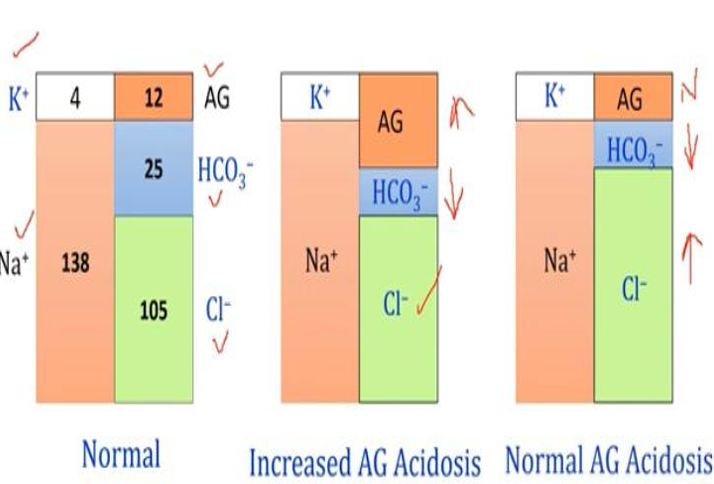 K⁺ 4 12 AG
25 HCO₃⁻
Na⁺ 138
105 Cl⁻
Normal
K⁺ AG
HCO₃⁻
Na⁺
Cl⁻
Increased AG Acidosis
K⁺ AG N
HCO₃⁻
Na⁺
Cl⁻
Normal AG Acidosis